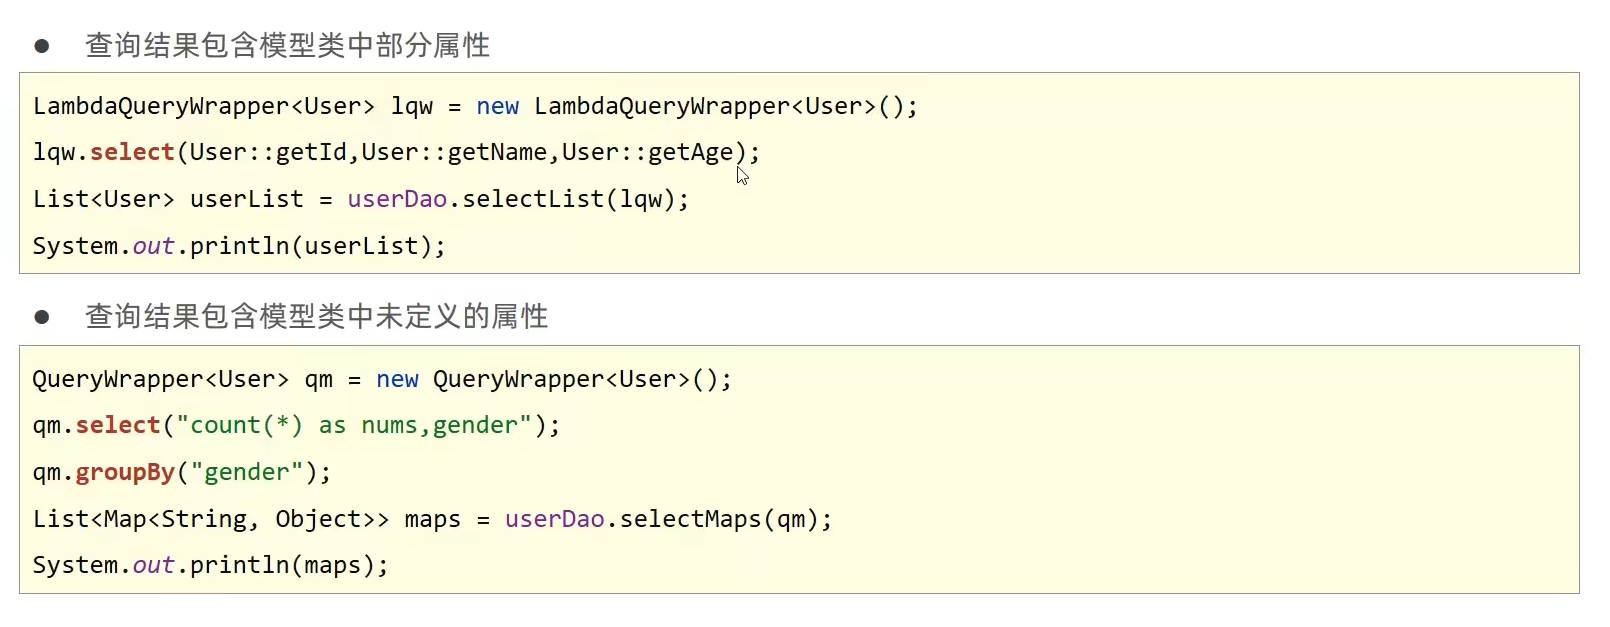 ● 查询结果包含模型类中部分属性
LambdaQueryWrapper<User> lqw = new LambdaQueryWrapper<User>();
lqw.select(User::getId,User::getName,User::getAge);
List<User> userList = userDao.selectList(lqw);
System.out.println(userList);
● 查询结果包含模型类中未定义的属性
QueryWrapper<User> qm = new QueryWrapper<User>();
qm.select("count(*) as nums,gender");
qm.groupBy("gender");
List<Map<String, Object>> maps = userDao.selectMaps(qm);
System.out.println(maps);